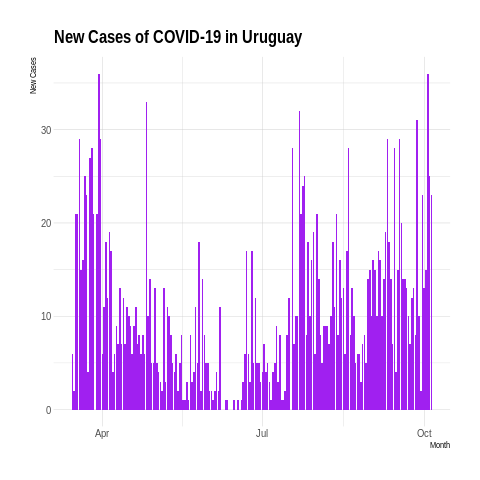 New Cases of COVID-19 in Uruguay
New Cases
30
20
10
0
Apr
Jul
Oct
Month